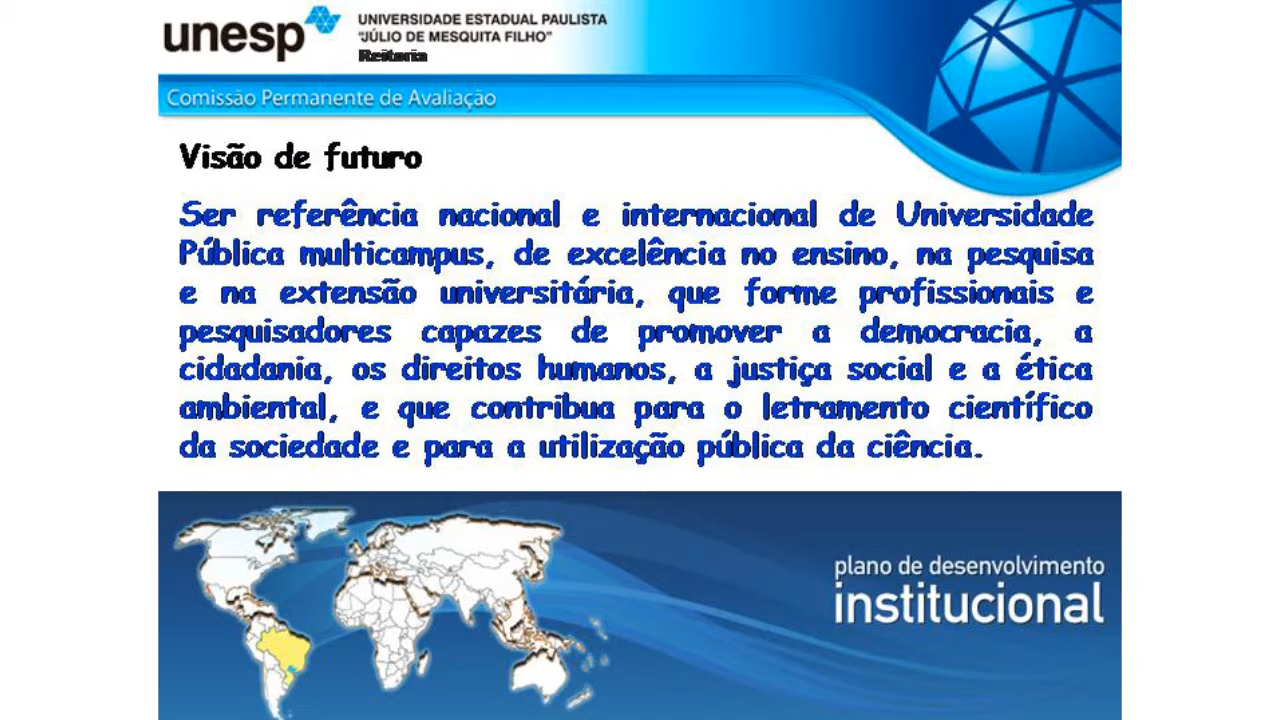 unesp
UNIVERSIDADE ESTADUAL PAULISTA
"JÚLIO DE MESQUITA FILHO"
Reitoria
Comissão Permanente de Avaliação
Visão de futuro
Ser referência nacional e internacional de Universidade
Pública multicampus, de excelência no ensino, na pesquisa
e na extensão universitária, que forme profissionais e
pesquisadores capazes de promover a democracia, a
cidadania, os direitos humanos, a justiça social e a ética
ambiental, e que contribua para o letramento científico
da sociedade e para a utilização pública da ciência.
plano de desenvolvimento
institucional